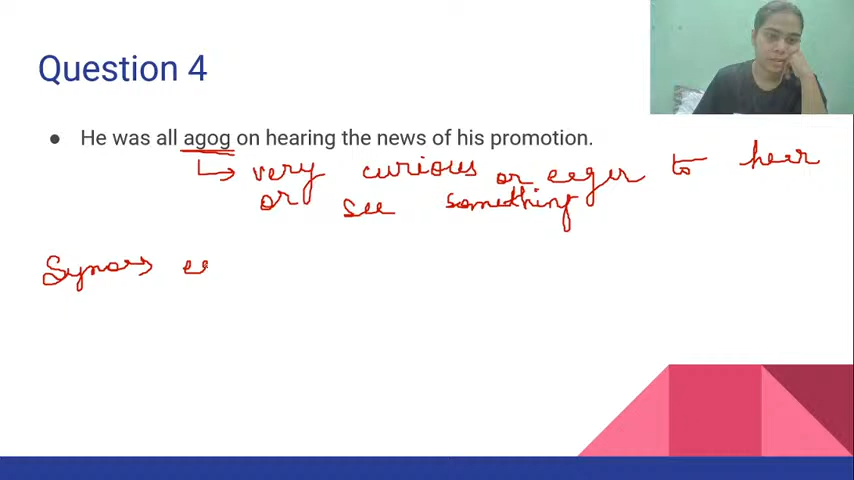 Question 4
● He was all agog on hearing the news of his promotion.
↳ very curious or eager to hear
or see something